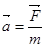 a⃗ = F⃗/m